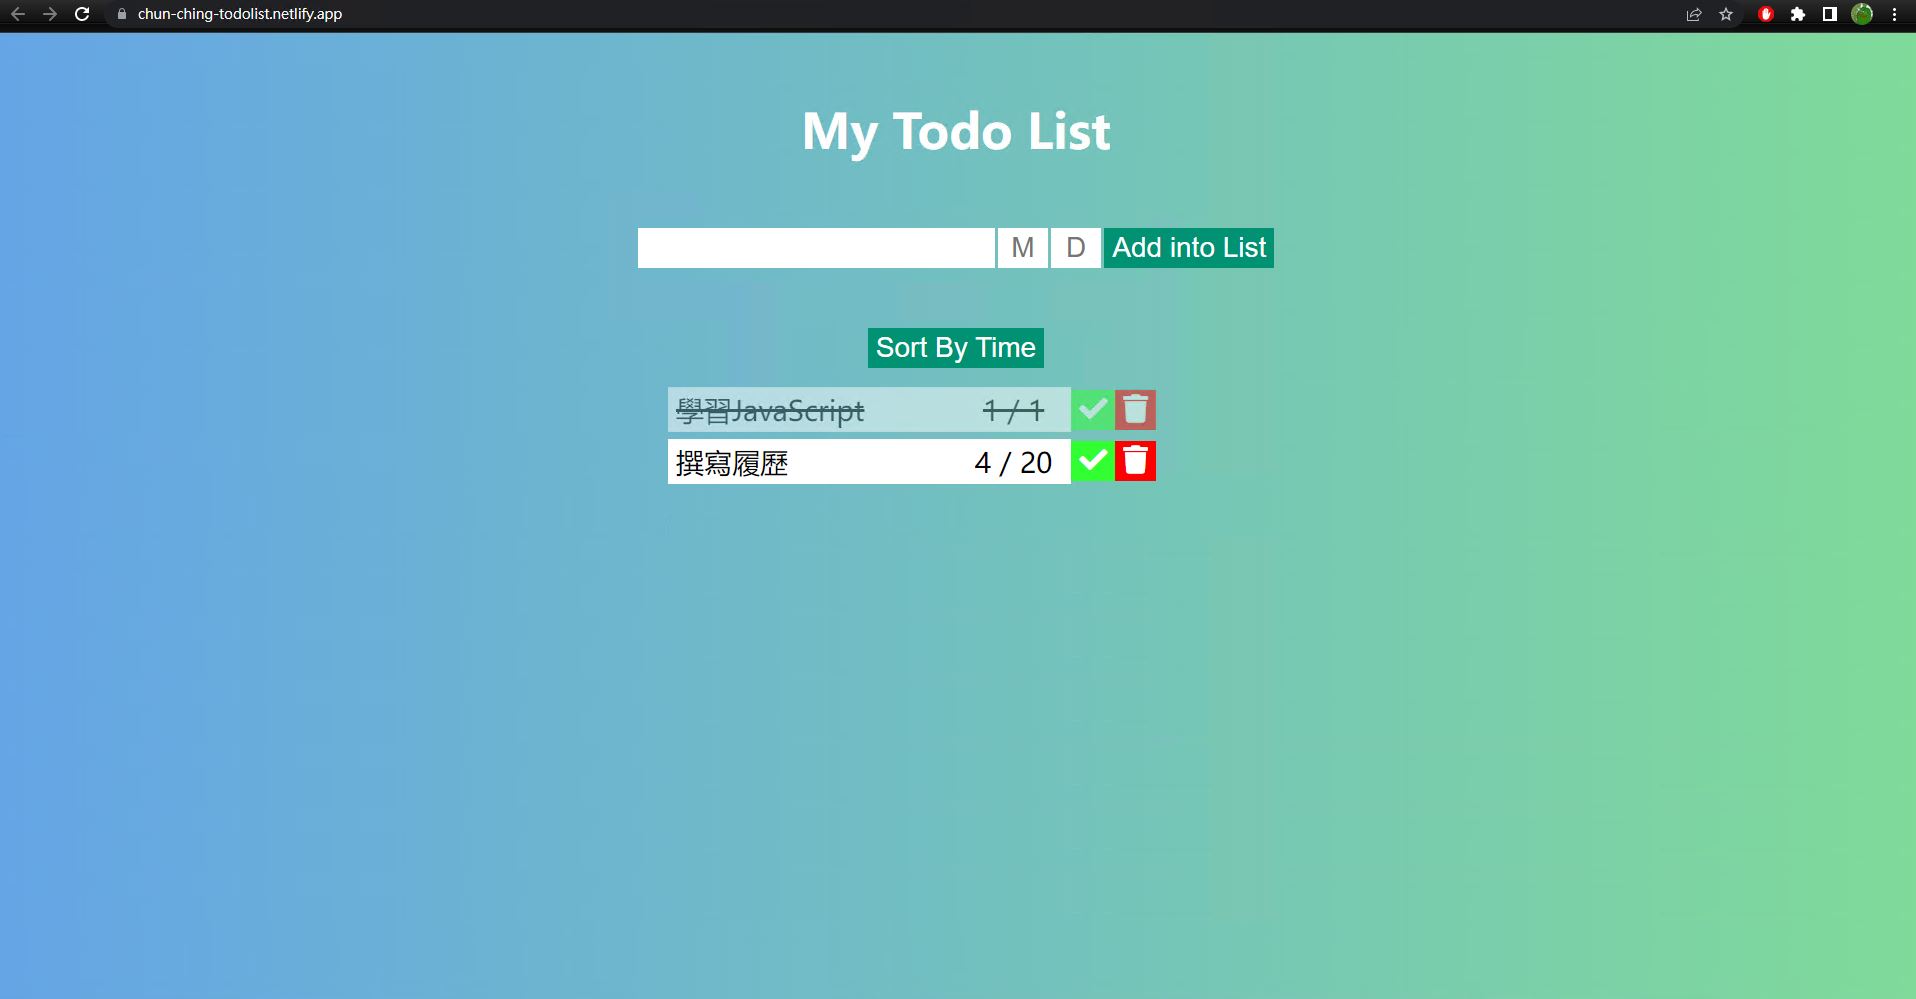 chun-ching-todolist.netlify.app
My Todo List
M D Add into List
Sort By Time
學習JavaScript 1 / 1
撰寫履歷 4 / 20